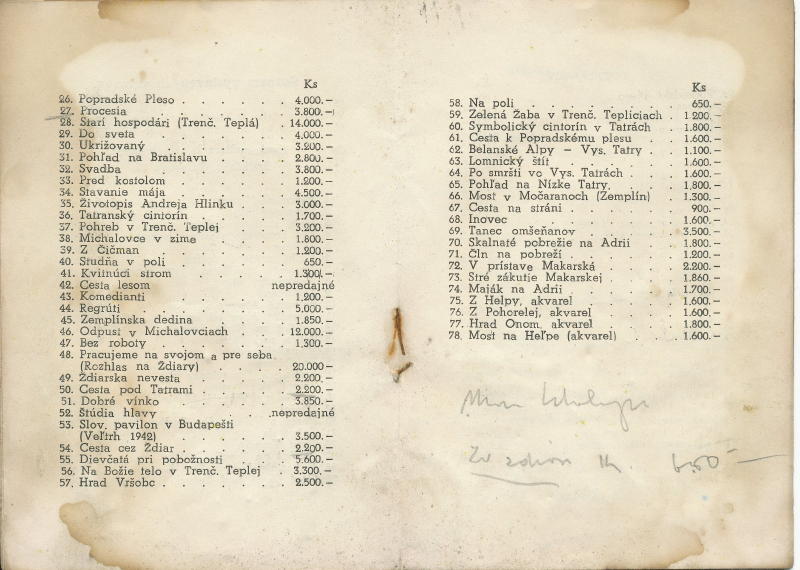 Ks
26. Popradské Pleso . . . . . . 4,000.—
27. Procesia . . . . . . . . 3.800.—
28. Starí hospodári (Trenč. Teplá) . 14.000.—
29. Do sveta . . . . . . . . 4,000.—
30. Ukrižovaný . . . . . . . 3.200.—
31. Pohľad na Bratislavu . . . . 2.800.—
32. Svadba . . . . . . . . 3.800.—
33. Pred kostolom . . . . . . 1.200.—
34. Stavanie mája . . . . . . 4,500.—
35. Životopis Andreja Hlinku . . . 3,000.—
36. Tatranský cintorín . . . . . 1,700.—
37. Pohreb v Trenč. Teplej . . . 3,200.—
38. Michalovce v zime . . . . . 1.800.—
39. Z Čičman . . . . . . . . 1,200.—
40. Studňa v poli . . . . . . . 650.—
41. Kvitnúci strom . . . . . 1.300.—
42. Cesta lesom nepredajné
43. Komedianti . . . . . . . 1,200.—
44. Regrúti . . . . . . . . 5.000.—
45. Zemplínska dedina . . . . . 1.850.—
46. Odpust v Michalovciach . . . 12.000.—
47. Bez roboty . . . . . . . 1,300.—
48. Pracujeme na svojom a pre seba
(Rozhlas na Ždiary) . . . . 20.000—
49. Ždiarska nevesta . . . . . 2.200.—
50. Cesta pod Tatrami . . . . . 2.200.—
51. Dobré vínko . . . . . . . 3.850.—
52. Štúdia hlavy . . . . . . nepredajné
53. Slov. pavilon v Budapešti
(Veľtrh 1942) . . . . . . 3,500.—
54. Cesta cez Ždiar . . . . . . 2.200.—
55. Dievčatá pri pobožnosti . . . 5.600.—
56. Na Božie telo v Trenč. Teplej . 3,300.—
57. Hrad Vršobc . . . . . . . 2.500.—
Ks
58. Na poli . . . . . . . . 650.—
59. Zelená Žaba v Trenč. Tepliciach . 1 200.—
60. Symbolický cintorín v Tatrách . 1.800.—
61. Cesta k Popradskému plesu . . 1.600.—
62. Belanské Alpy — Vys. Tatry . . 1,100.—
63. Lomnický štít . . . . . . 1.600.—
64. Po smršti vo Vys. Tatrách . . . 1.600.—
65. Pohľad na Nízke Tatry, . . . 1,800.—
66. Most v Močaranoch (Zemplín) . 1.300.—
67. Cesta na stráni . . . . . . 900.—
68. Inovec . . . . . . . . 1.600.—
69. Tanec omšeňanov . . . . . 3,500.—
70. Skalnaté pobrežie na Adrii . . 1.800.—
71. Čln na pobreží . . . . . . 1.200.—
72. V prístave Makarská . . . . 2.200.—
73. Stré zákutie Makarskej . . . . 1.860.—
74. Maják na Adrii . . . . . . 1.700.—
75. Z Helpy, akvarel . . . . . 1.600.—
76. Z Pohorelej, akvarel . . . . 1.600.—
77. Hrad Onom, akvarel . . . . 1.800.—
78. Most na Heľpe (akvarel) . . . 1.600.—
650—